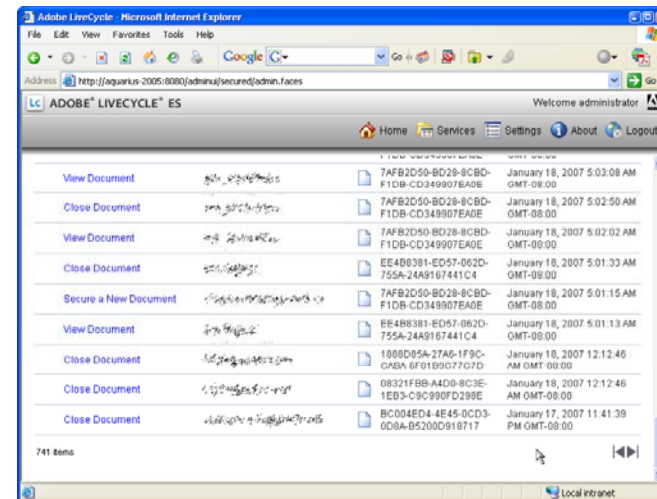 Adobe LiveCycle - Microsoft Internet Explorer
File Edit View Favorites Tools Help
Google G Go
Address http://aquarius-2005:8080/adminui/secured/admin.faces Go
LC ADOBE® LIVECYCLE® ES Welcome administrator
Home Services Settings About Logout
F1DB-CD349907EA0E GMT-08:00
View Document 7AFB2D50-BD28-8CBD- January 18, 2007 5:03:08 AM
F1DB-CD349907EA0E GMT-08:00
Close Document 7AFB2D50-BD28-8CBD- January 18, 2007 5:02:50 AM
F1DB-CD349907EA0E GMT-08:00
View Document 7AFB2D50-BD28-8CBD- January 18, 2007 5:02:02 AM
F1DB-CD349907EA0E GMT-08:00
Close Document EE4B8381-ED57-062D- January 18, 2007 5:01:33 AM
755A-24A9167441C4 GMT-08:00
Secure a New Document 7AFB2D50-BD28-8CBD- January 18, 2007 5:01:15 AM
F1DB-CD349907EA0E GMT-08:00
View Document EE4B8381-ED57-062D- January 18, 2007 5:01:13 AM
755A-24A9167441C4 GMT-08:00
Close Document 1808D85A-27A6-1F9C- January 18, 2007 12:12:46
AM GMT-08:00
Close Document 08321FBB-A4D0-8C3E- January 18, 2007 12:12:46
1EB3-C9C990FD298E AM GMT-08:00
Close Document BC004ED4-4E45-0CD3- January 17, 2007 11:41:39
0D8A-B5200D918717 PM GMT-08:00
741 items
Local intranet